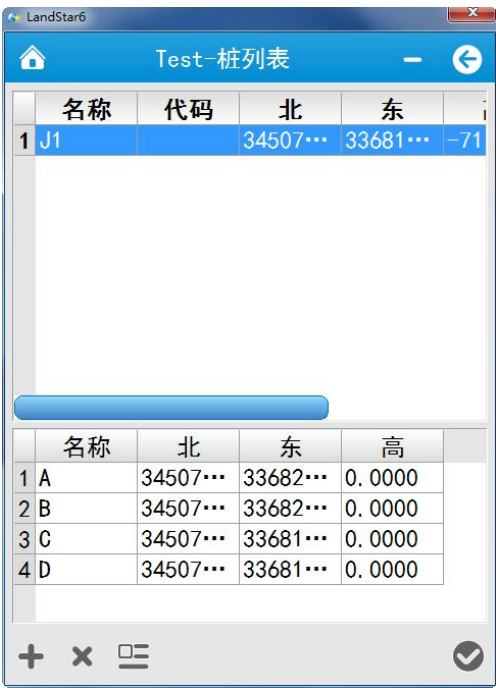 LandStar6
Test-桩列表
名称 代码 北 东
1 J1 34507··· 33681··· -71
名称 北 东 高
1 A 34507··· 33682··· 0.0000
2 B 34507··· 33682··· 0.0000
3 C 34507··· 33681··· 0.0000
4 D 34507··· 33681··· 0.0000